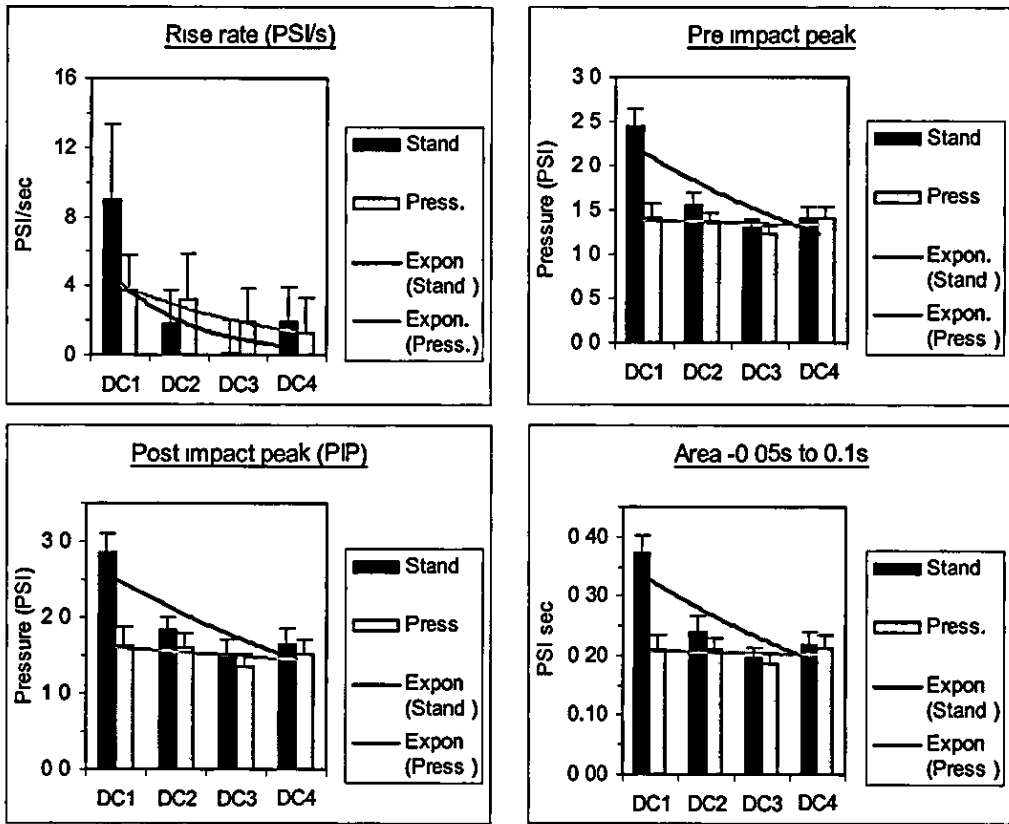 Rise rate (PSI/s)
16
12
8
4
0
PSI/sec
DC1 DC2 DC3 DC4
Stand
Press.
Expon
(Stand )
Expon.
(Press.)
Pre impact peak
3 0
2 5
2 0
1 5
1 0
0 5
0 0
Pressure (PSI)
DC1 DC2 DC3 DC4
Stand
Press
Expon.
(Stand )
Expon.
(Press )
Post impact peak (PIP)
3 0
2 0
1 0
0 0
Pressure (PSI)
DC1 DC2 DC3 DC4
Stand
Press
Expon
(Stand )
Expon
(Press )
Area -0 05s to 0.1s
0 40
0 30
0 20
0 10
0 00
PSI sec
DC1 DC2 DC3 DC4
Stand
Press.
Expon
(Stand )
Expon
(Press )